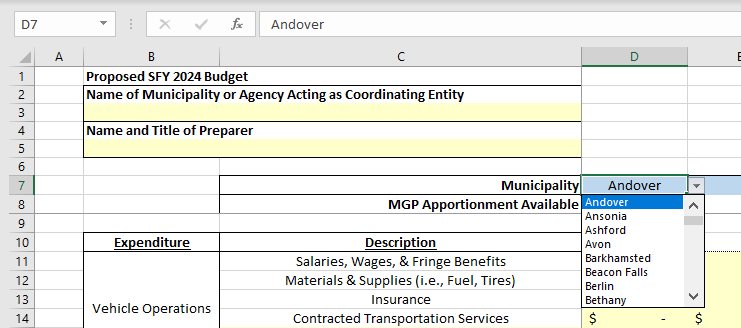 D7 fx Andover
A B C D E
1 Proposed SFY 2024 Budget
2 Name of Municipality or Agency Acting as Coordinating Entity
3
4 Name and Title of Preparer
5
6
7 Municipality Andover
8 MGP Apportionment Available
Andover
Ansonia
Ashford
Avon
Barkhamsted
Beacon Falls
Berlin
Bethany
9
10 Expenditure Description
11 Salaries, Wages, & Fringe Benefits
12 Materials & Supplies (i.e., Fuel, Tires)
13 Insurance
Vehicle Operations
14 Contracted Transportation Services $ - $